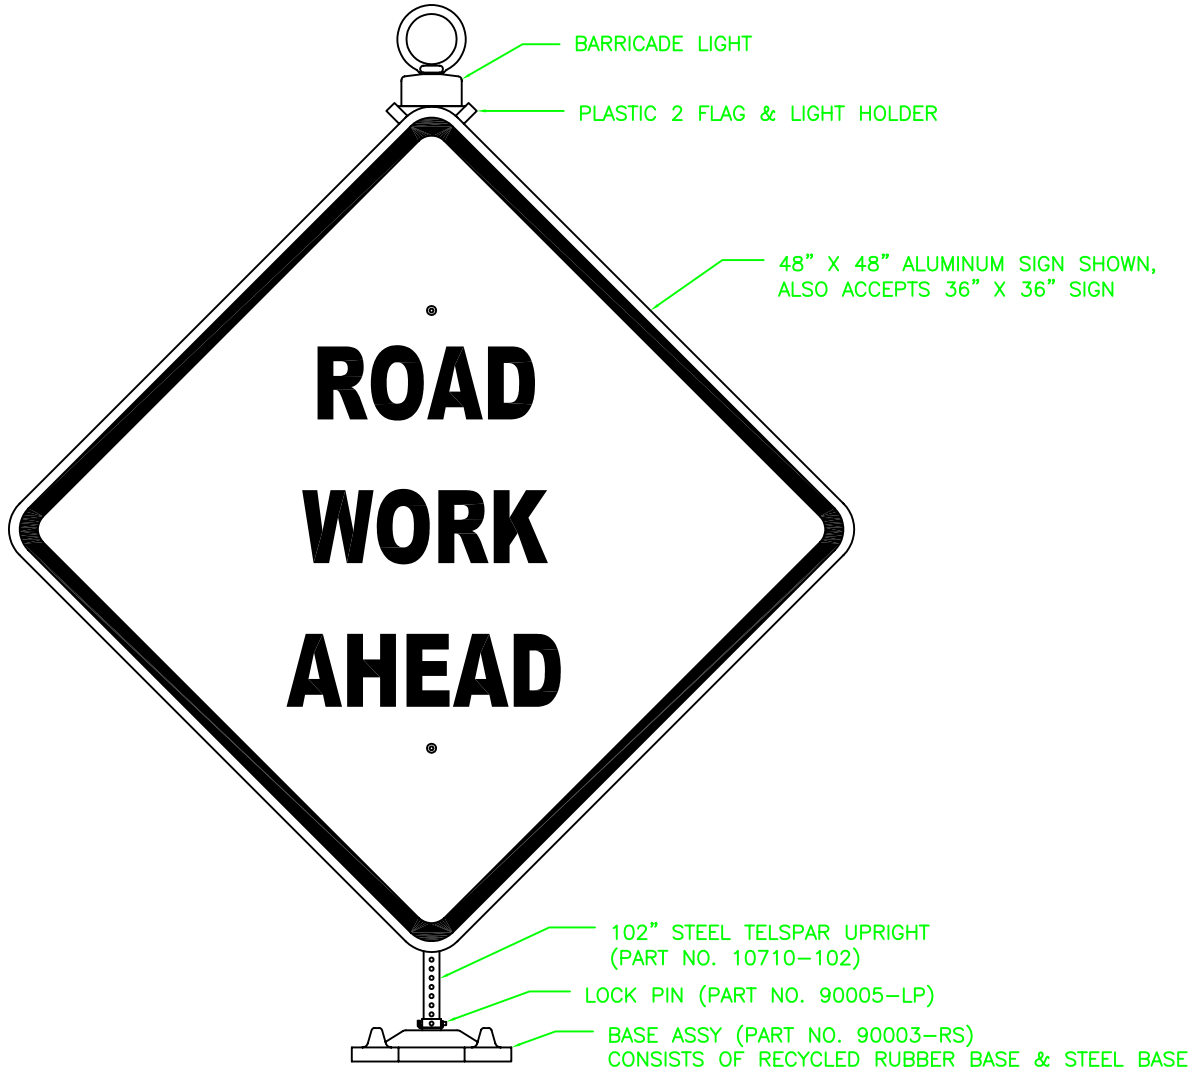 BARRICADE LIGHT
PLASTIC 2 FLAG & LIGHT HOLDER
48" X 48" ALUMINUM SIGN SHOWN,
ALSO ACCEPTS 36" X 36" SIGN
ROAD
WORK
AHEAD
102" STEEL TELSPAR UPRIGHT
(PART NO. 10710-102)
LOCK PIN (PART NO. 90005-LP)
BASE ASSY (PART NO. 90003-RS)
CONSISTS OF RECYCLED RUBBER BASE & STEEL BASE